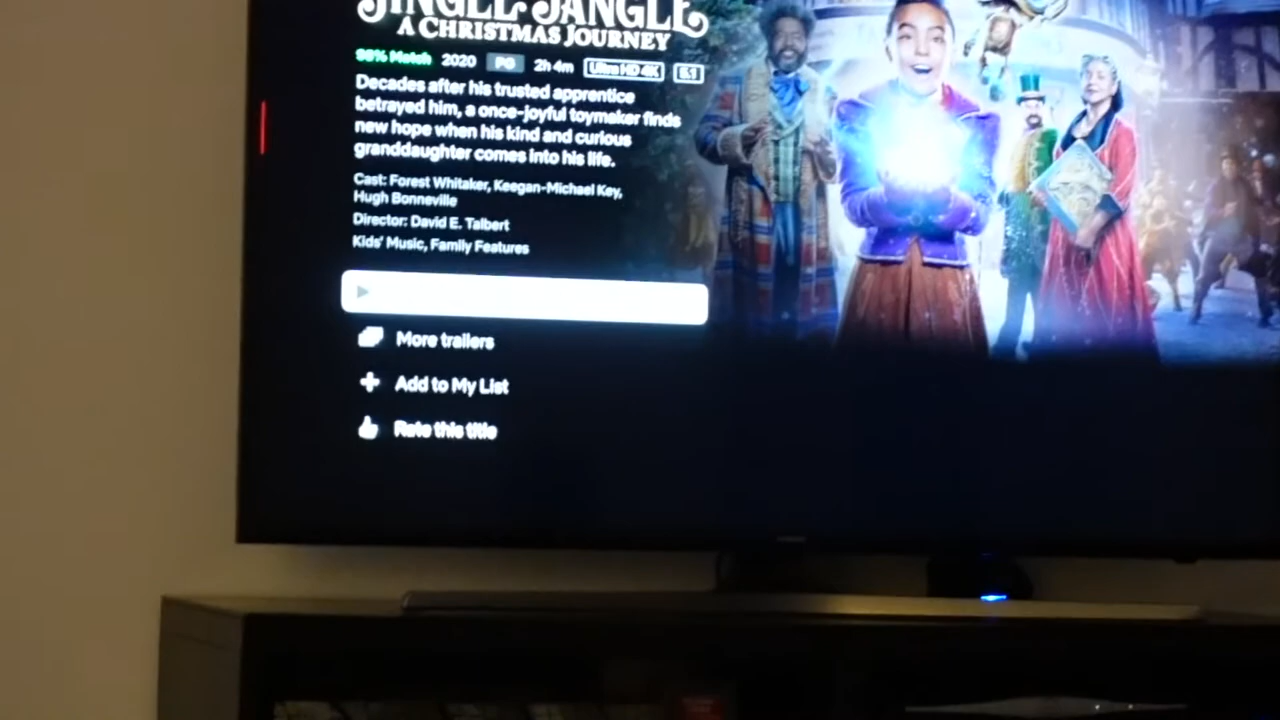 JINGLE JANGLE
A CHRISTMAS JOURNEY
98% Match 2020 PG 2h 4m Ultra HD 4K 5.1
Decades after his trusted apprentice
betrayed him, a once-joyful toymaker finds
new hope when his kind and curious
granddaughter comes into his life.
Cast: Forest Whitaker, Keegan-Michael Key,
Hugh Bonneville
Director: David E. Talbert
Kids' Music, Family Features
More trailers
Add to My List
Rate this title